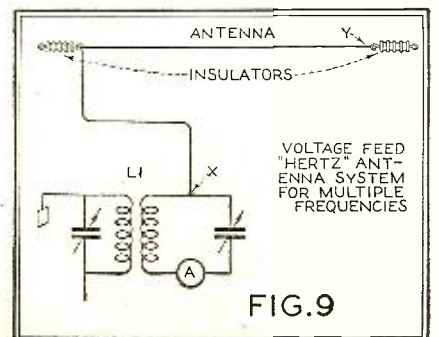 ANTENNA
Y
INSULATORS
L1
X
VOLTAGE FEED
"HERTZ" ANT-
ENNA SYSTEM
FOR MULTIPLE
FREQUENCIES
A
FIG.9